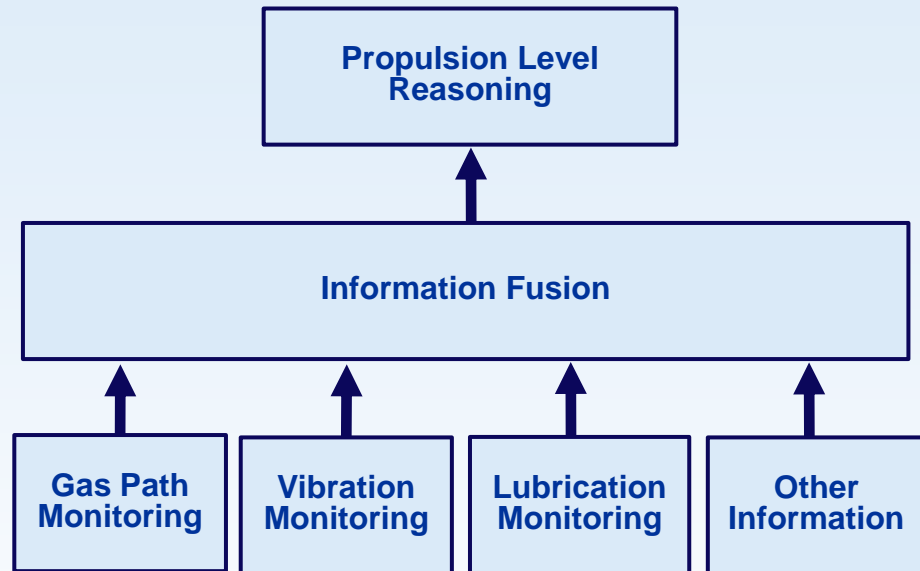 Propulsion Level
Reasoning
Information Fusion
Gas Path
Monitoring
Vibration
Monitoring
Lubrication
Monitoring
Other
Information